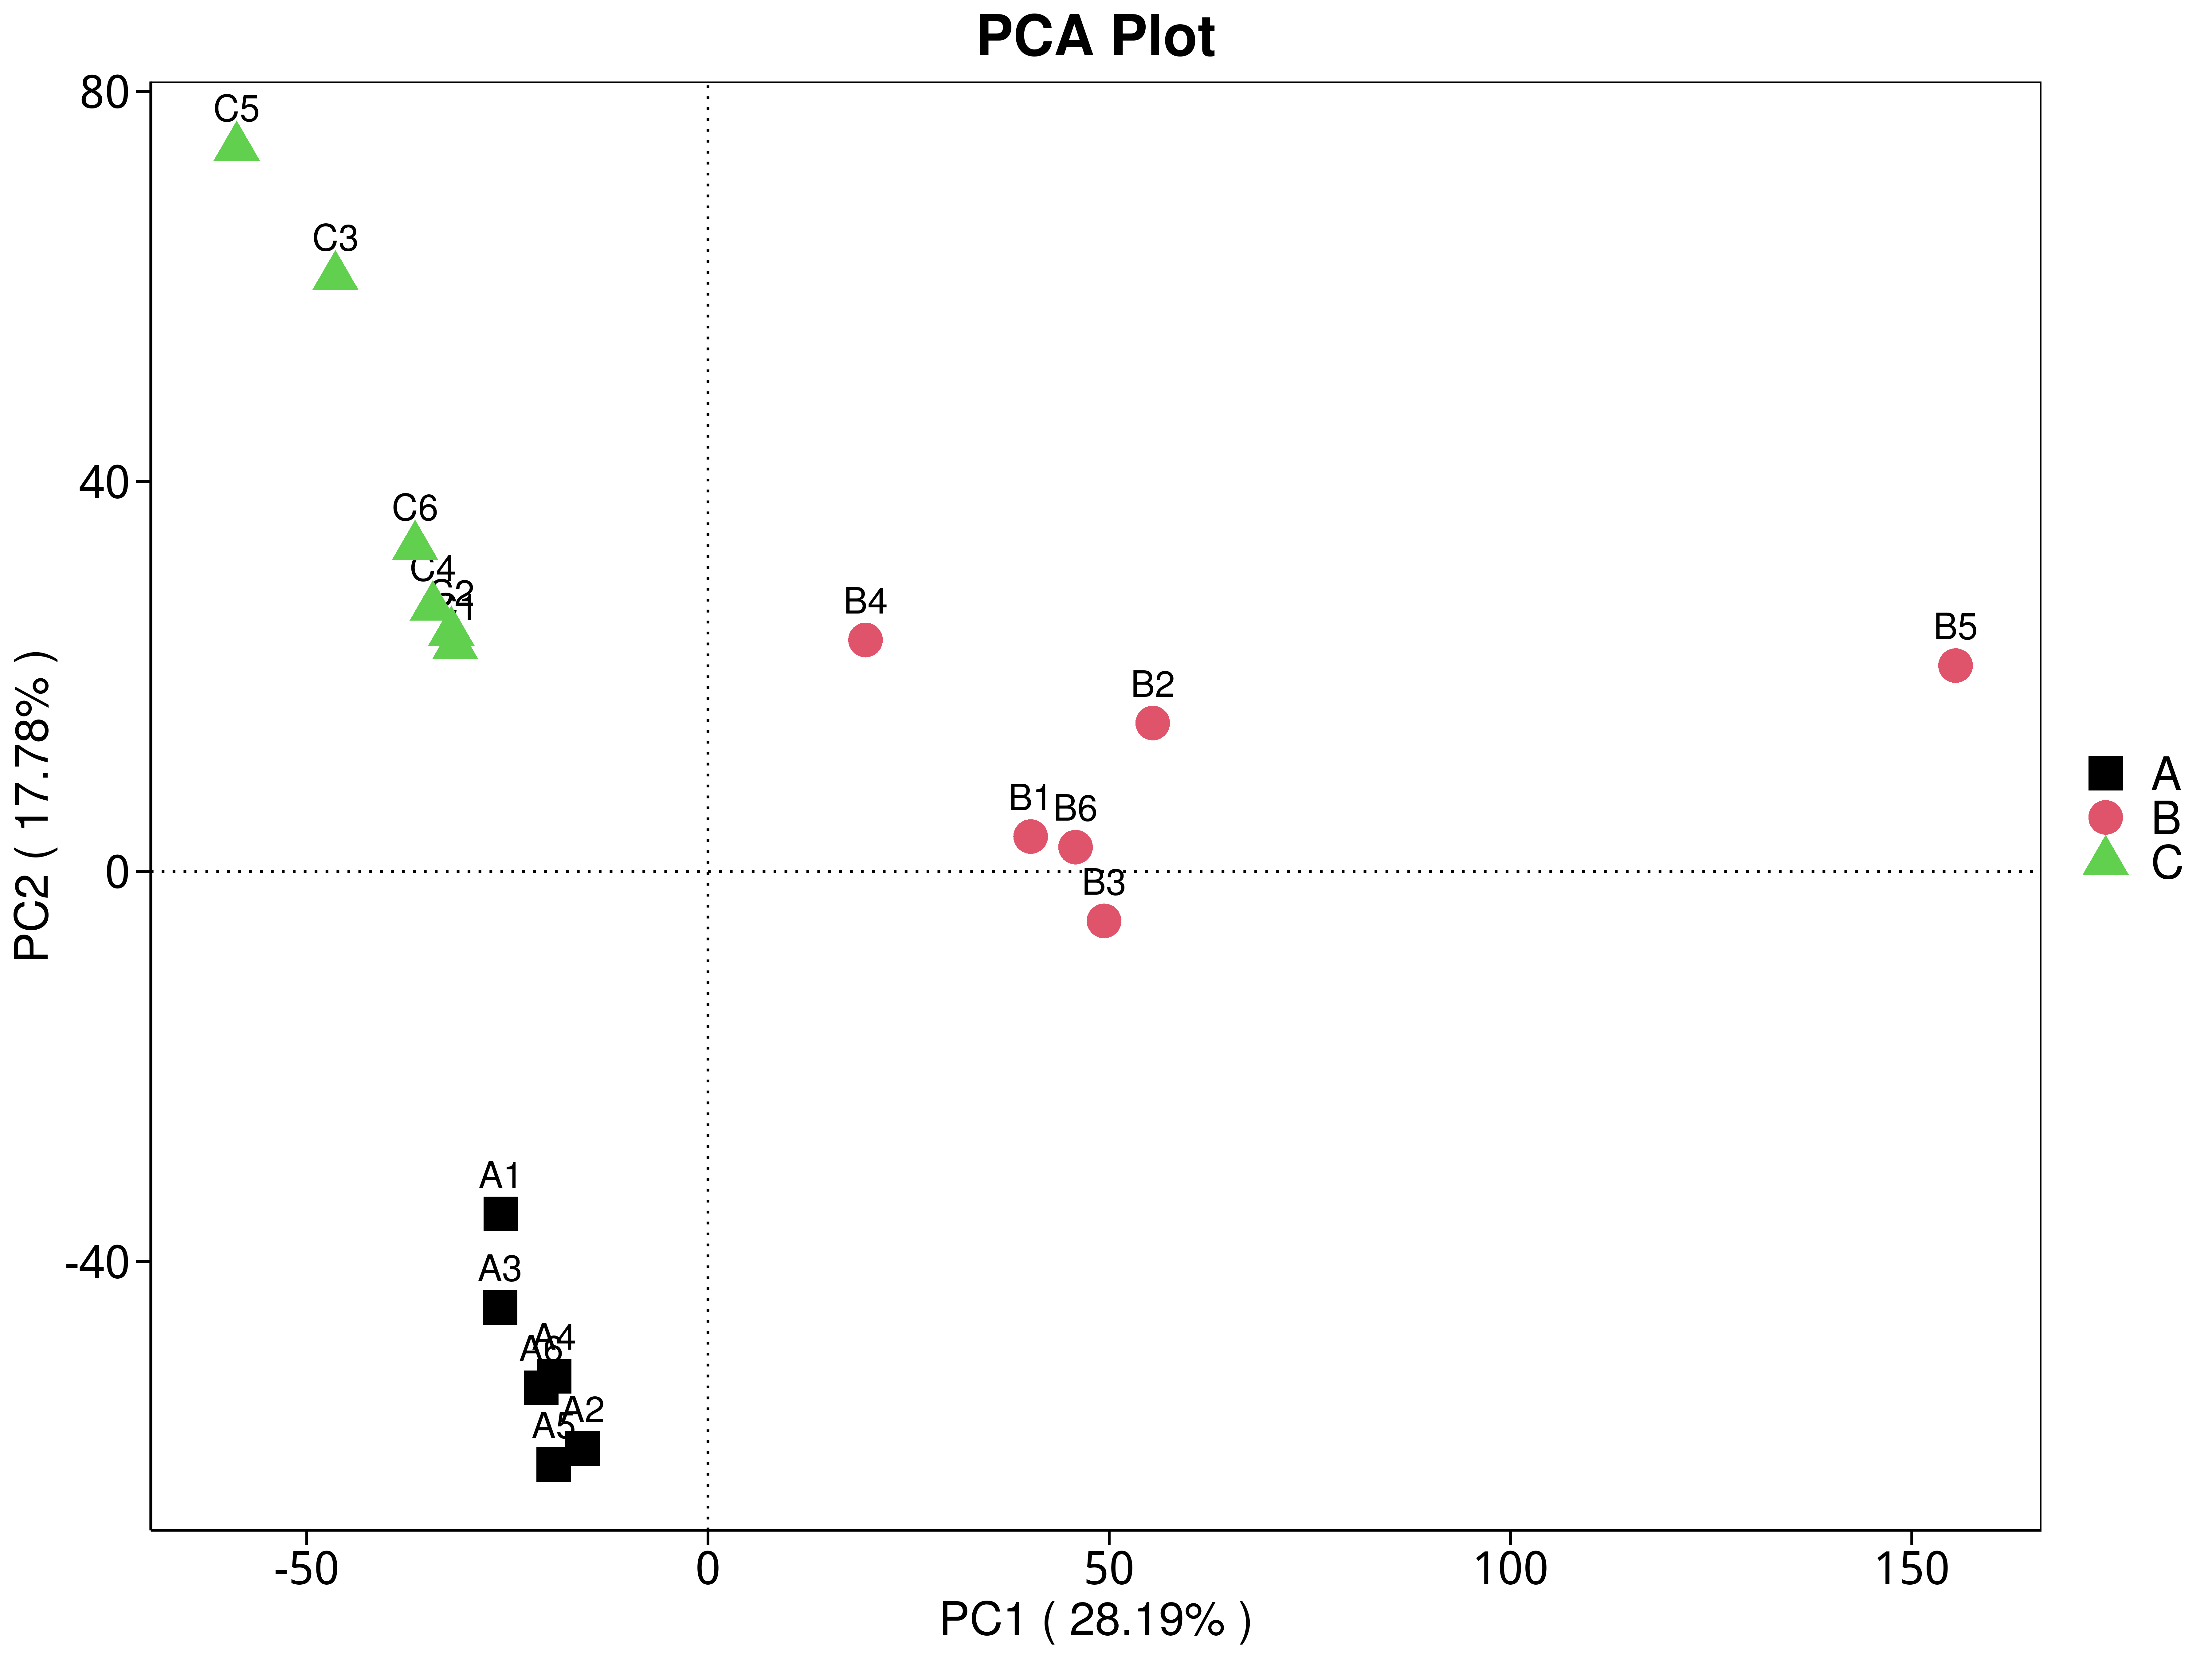 PCA Plot
80
C5
C3
40
C6
C4
C2
C1
B4
B5
B2
B1
B6
0
B3
A1
A3
-40
A4
A6
A2
A5
-50
0
50
100
150
PC1 ( 28.19% )
PC2 ( 17.78% )
A
B
C